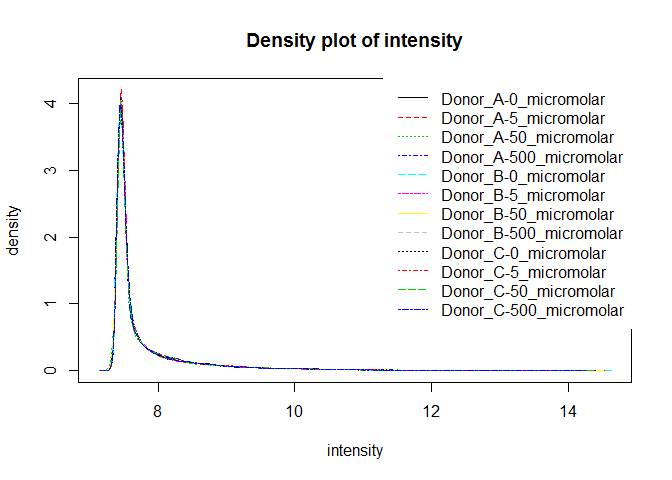 Density plot of intensity
density
4
3
2
1
0
Donor_A-0_micromolar
Donor_A-5_micromolar
Donor_A-50_micromolar
Donor_A-500_micromolar
Donor_B-0_micromolar
Donor_B-5_micromolar
Donor_B-50_micromolar
Donor_B-500_micromolar
Donor_C-0_micromolar
Donor_C-5_micromolar
Donor_C-50_micromolar
Donor_C-500_micromolar
8 10 12 14
intensity